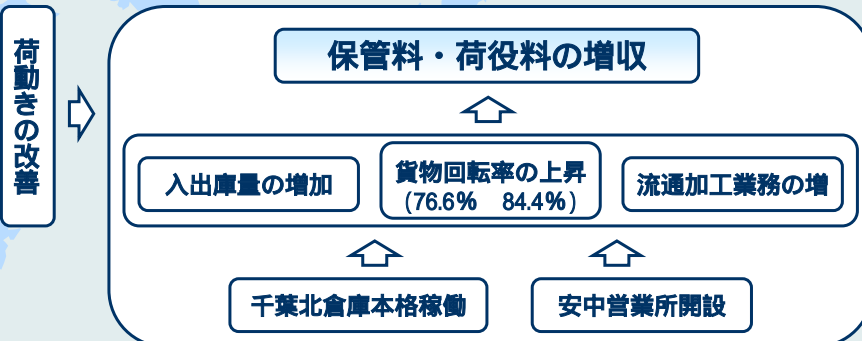 荷動きの改善
保管料・荷役料の増収
入出庫量の増加
貨物回転率の上昇
(76.6% 84.4%)
流通加工業務の増
千葉北倉庫本格稼働
安中営業所開設